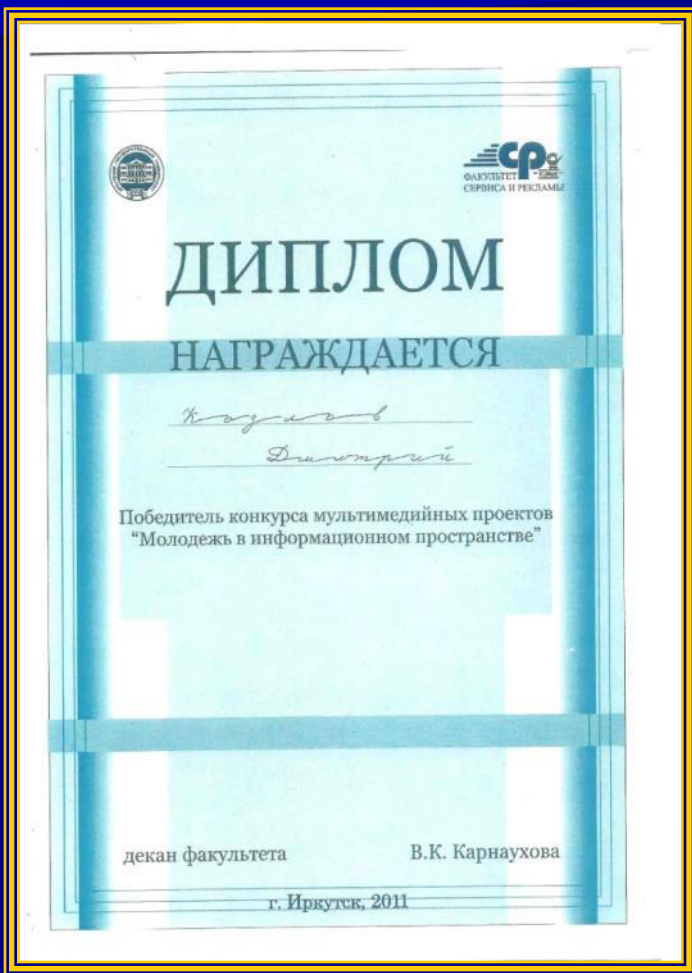 СР
ФАКУЛЬТЕТ
СЕРВИСА И РЕКЛАМЫ
ДИПЛОМ
НАГРАЖДАЕТСЯ
Козлов
Дмитрий
Победитель конкурса мультимедийных проектов
“Молодежь в информационном пространстве”
декан факультета В.К. Карнаухова
г. Иркутск, 2011